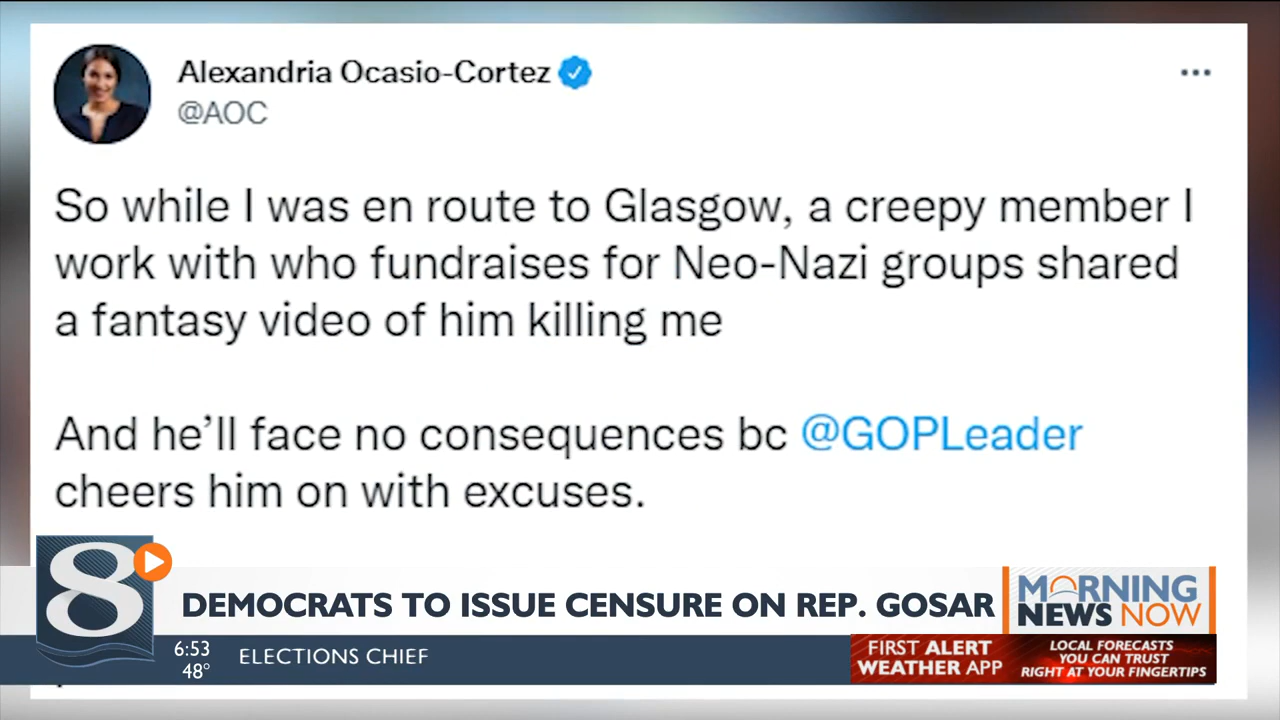 Alexandria Ocasio-Cortez
@AOC
So while I was en route to Glasgow, a creepy member I
work with who fundraises for Neo-Nazi groups shared
a fantasy video of him killing me
And he’ll face no consequences bc @GOPLeader
cheers him on with excuses.
8
DEMOCRATS TO ISSUE CENSURE ON REP. GOSAR
MORNING
NEWS NOW
6:53
48°
ELECTIONS CHIEF
FIRST ALERT
WEATHER APP
LOCAL FORECASTS
YOU CAN TRUST
RIGHT AT YOUR FINGERTIPS